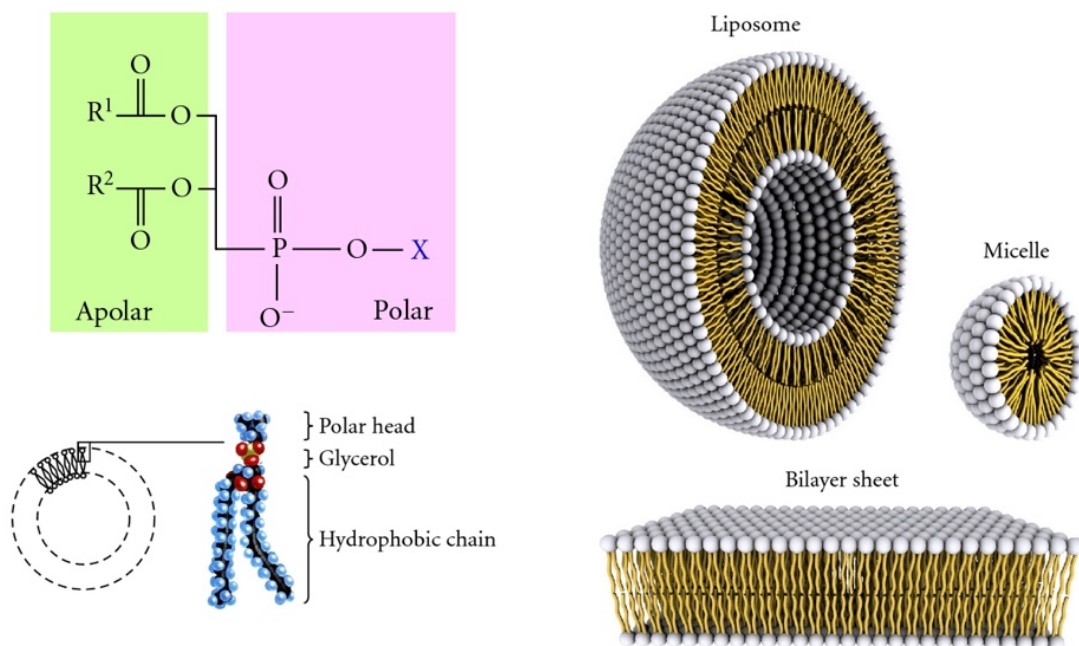 O
R¹
O
R²
O
O
O
P
O
X
O⁻
Apolar
Polar
Polar head
Glycerol
Hydrophobic chain
Liposome
Micelle
Bilayer sheet